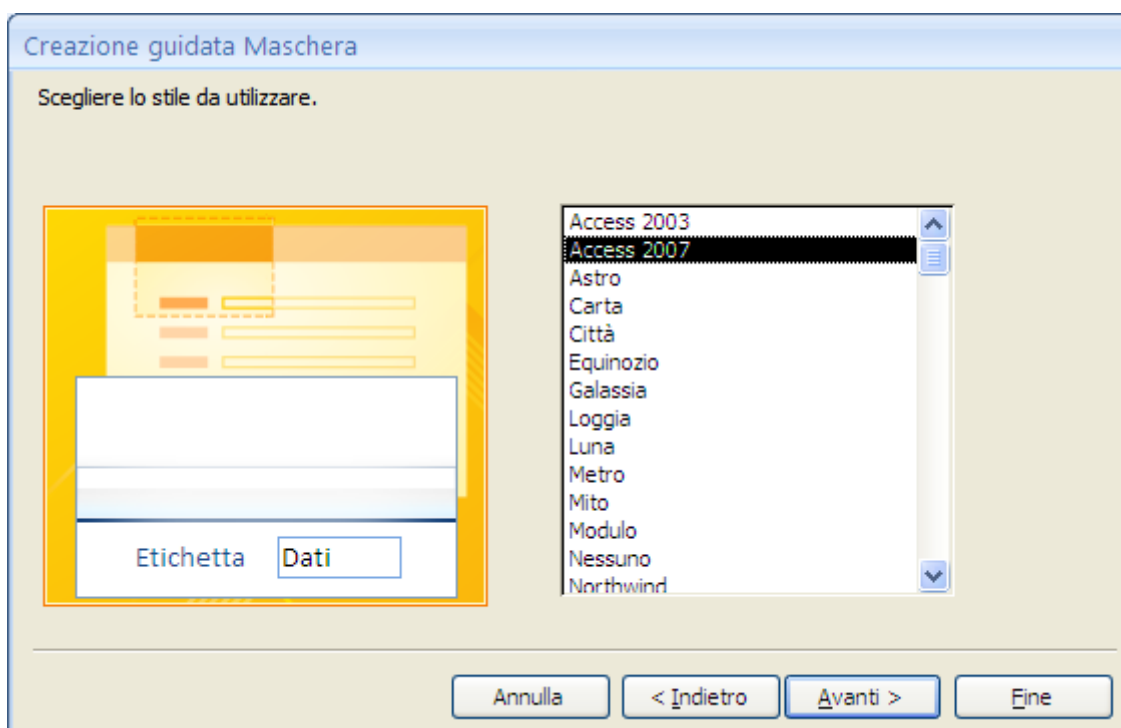 Creazione guidata Maschera
Scegliere lo stile da utilizzare.
Etichetta Dati
Access 2003
Access 2007
Astro
Carta
Città
Equinozio
Galassia
Loggia
Luna
Metro
Mito
Modulo
Nessuno
Northwind
Annulla < Indietro Avanti > Fine